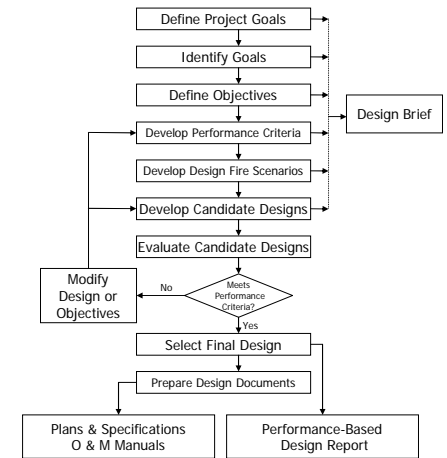 Define Project Goals
Identify Goals
Define Objectives
Design Brief
Develop Performance Criteria
Develop Design Fire Scenarios
Develop Candidate Designs
Evaluate Candidate Designs
Modify
Design or
Objectives
No
Meets
Performance
Criteria?
Yes
Select Final Design
Prepare Design Documents
Plans & Specifications
O & M Manuals
Performance-Based
Design Report